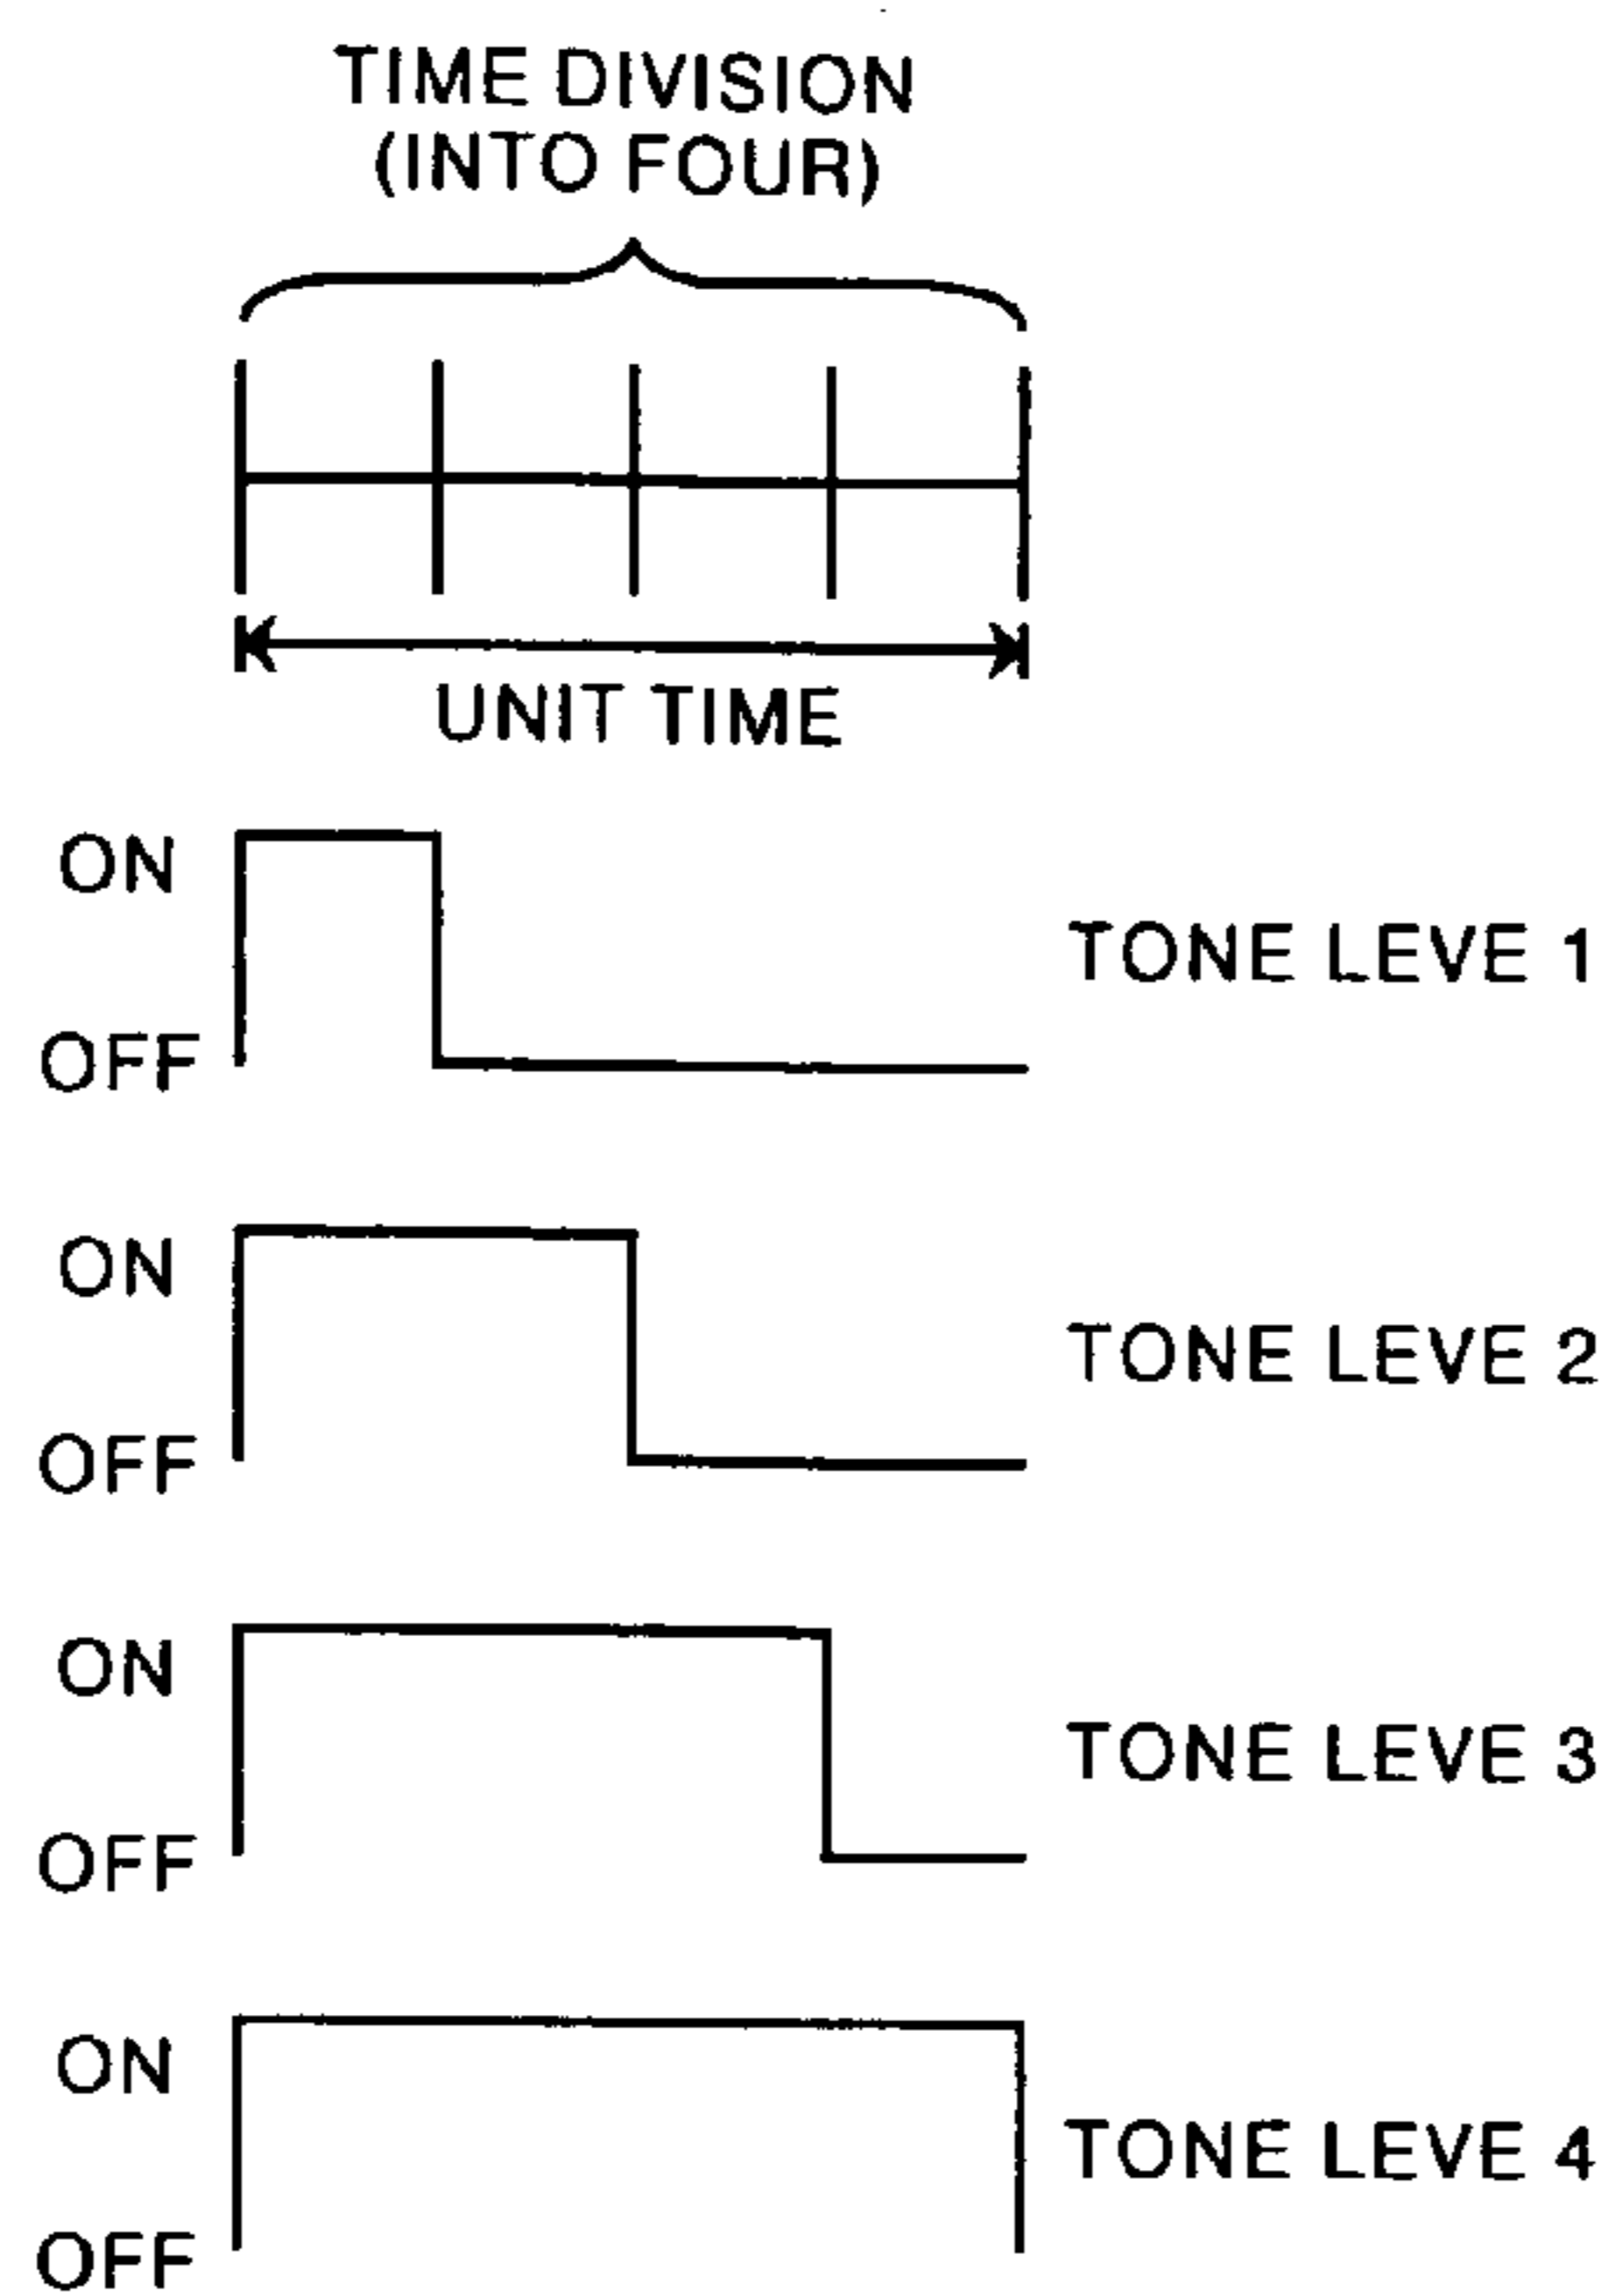 TIME DIVISION
(INTO FOUR)
UNIT TIME
ON
TONE LEVE 1
OFF
ON
TONE LEVE 2
OFF
ON
TONE LEVE 3
OFF
ON
TONE LEVE 4
OFF